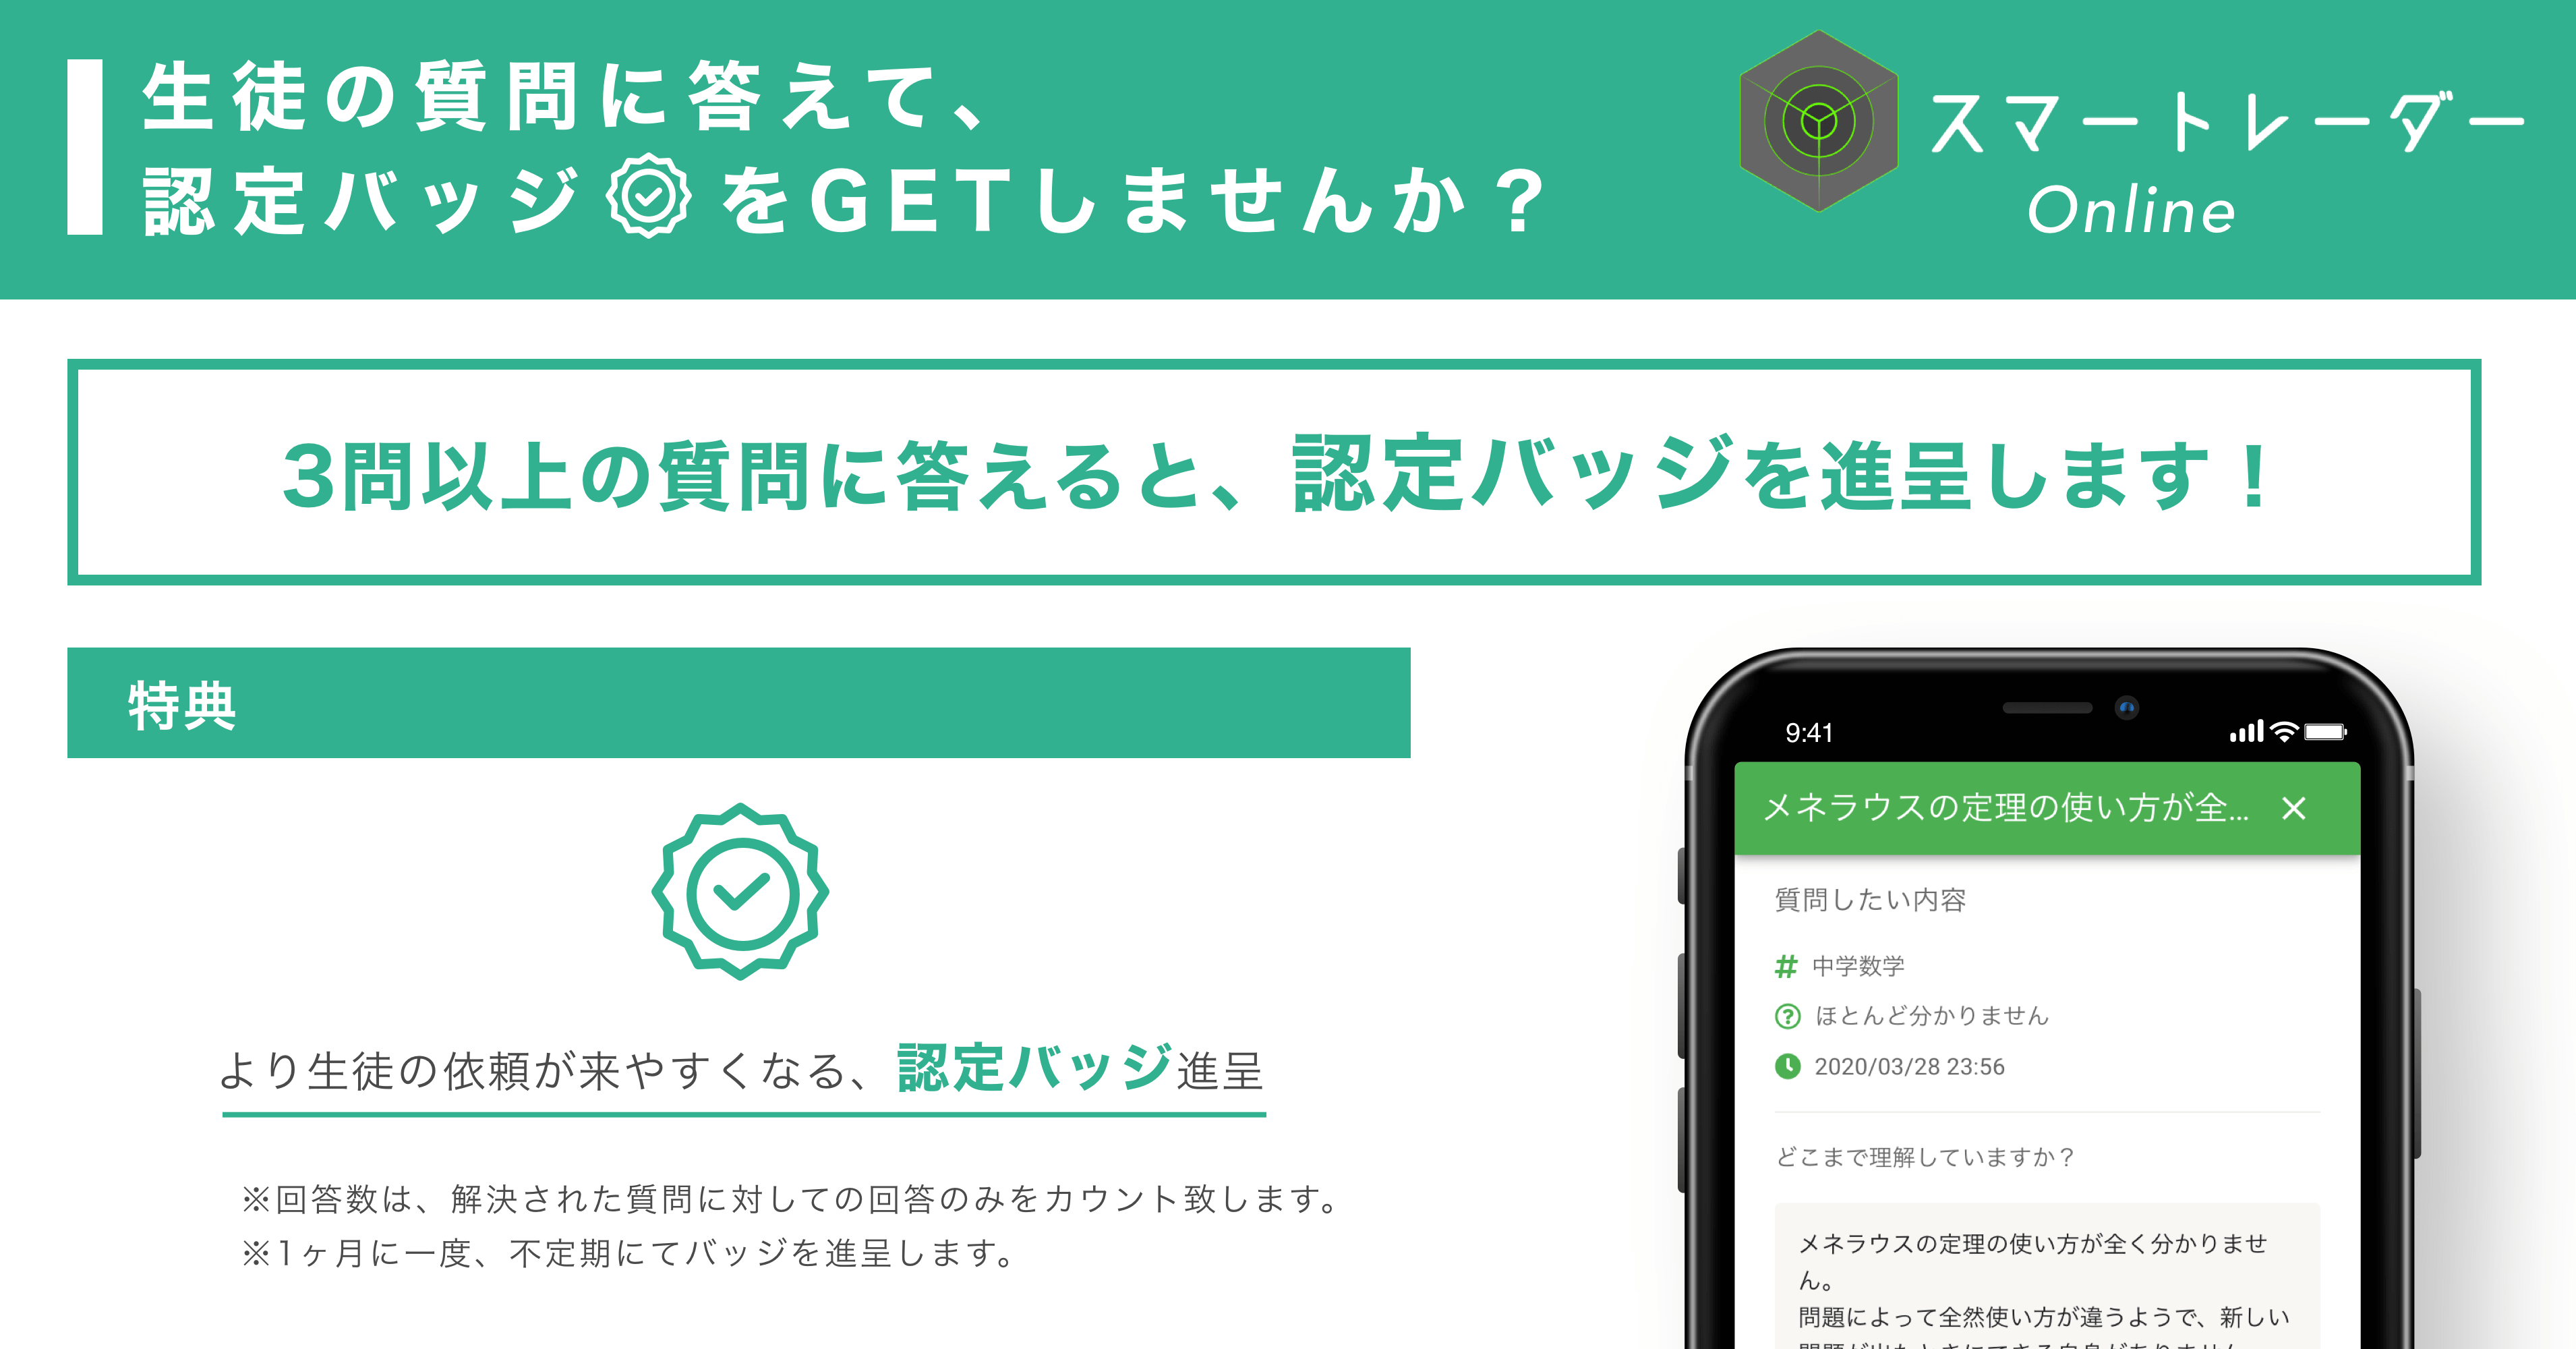 生徒の質問に答えて、
認定バッジをGETしませんか？
スマートレーダー
Online
3問以上の質問に答えると、認定バッジを進呈します！
特典
より生徒の依頼が来やすくなる、認定バッジ進呈
※回答数は、解決された質問に対しての回答のみをカウント致します。
※1ヶ月に一度、不定期にてバッジを進呈します。
9:41
メネラウスの定理の使い方が全...
質問したい内容
# 中学数学
ほとんど分かりません
2020/03/28 23:56
どこまで理解していますか？
メネラウスの定理の使い方が全く分かりませ
ん。
問題によって全然使い方が違うようで、新しい